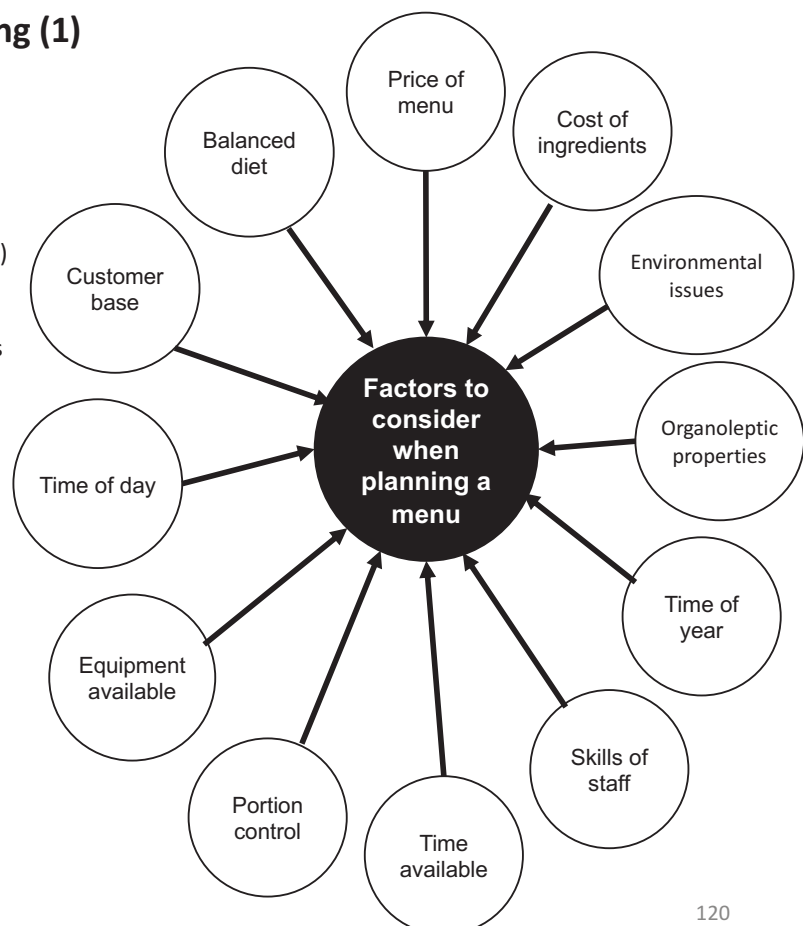 ng (1)
Price of
menu
Cost of
ingredients
Balanced
diet
)
Environmental
issues
Customer
base
s
Factors to
consider
when
planning a
menu
Organoleptic
properties
Time of day
Time of
year
Equipment
available
Skills of
staff
Portion
control
Time
available
120